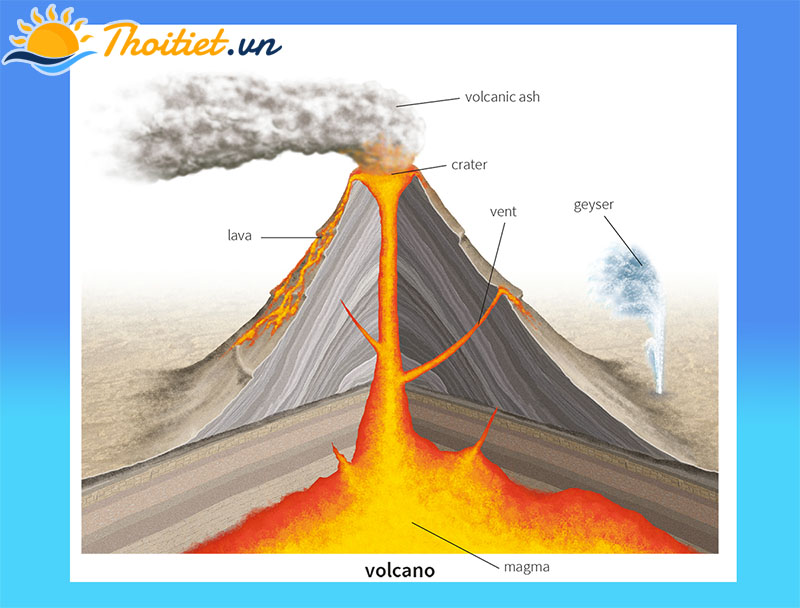 Thoitiet.vn
volcanic ash
crater
vent
geyser
lava
volcano
magma